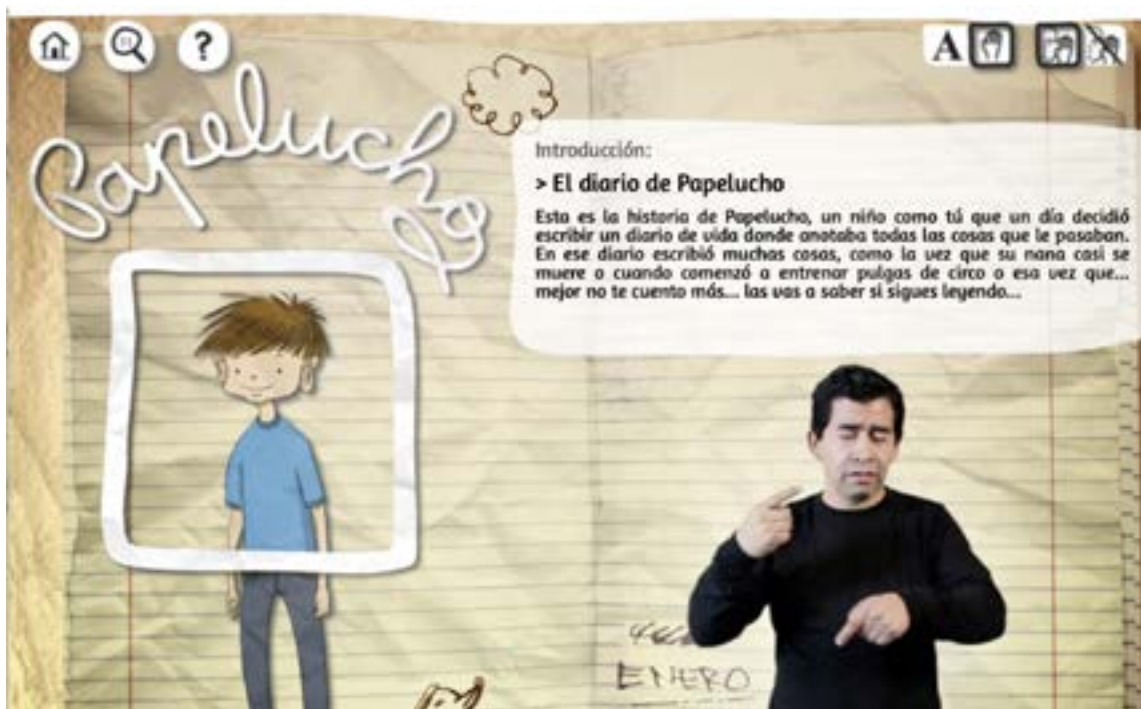 ?
A
Papelucho
Introducción:
> El diario de Papelucho
Esta es la historia de Papelucho, un niño como tú que un día decidió
escribir un diario de vida donde anotaba todas las cosas que le pasaban.
En ese diario escribió muchas cosas, como la vez que su nana casi se
muere o cuando comenzó a entrenar pulgas de circo o esa vez que...
mejor no te cuento más... las vas a saber si sigues leyendo...
ENERO